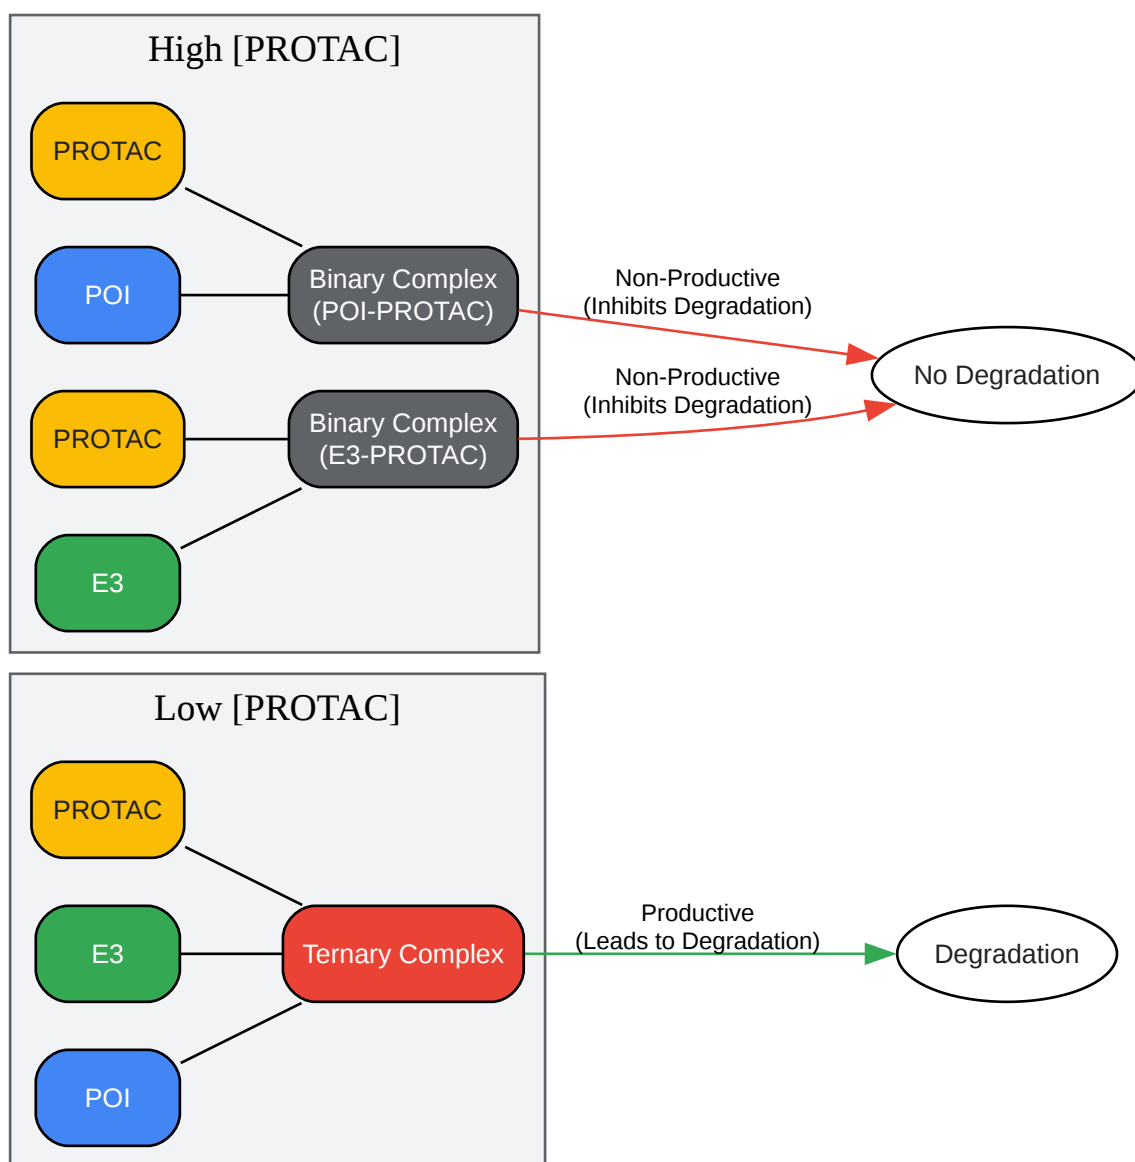 High [PROTAC]
PROTAC
POI
Binary Complex
(POI-PROTAC)
Non-Productive
(Inhibits Degradation)
No Degradation
PROTAC
Binary Complex
(E3-PROTAC)
Non-Productive
(Inhibits Degradation)
E3
Low [PROTAC]
PROTAC
E3
Ternary Complex
Productive
(Leads to Degradation)
Degradation
POI